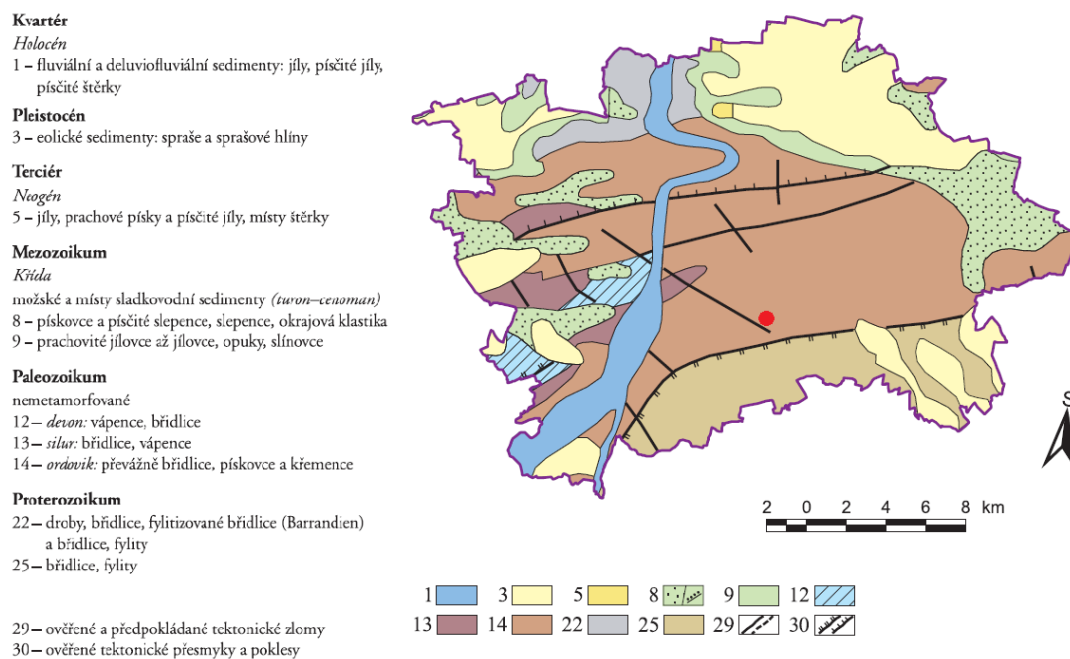 Kvartér
Holocén
1 – fluviální a deluviofluviální sedimenty: jíly, písčité jíly,
písčité štěrky
Pleistocén
3 – eolické sedimenty: spraše a sprašové hlíny
Terciér
Neogén
5 – jíly, prachové písky a písčité jíly, místy štěrky
Mezozoikum
Křída
možské a místy sladkovodní sedimenty (turon–cenoman)
8 – pískovce a písčité slepence, slepence, okrajová klastika
9 – prachovité jílovce až jílovce, opuky, slínovce
Paleozoikum
nemetamorfované
12 – devon: vápence, břidlice
13 – silur: břidlice, vápence
14 – ordovik: převážně břidlice, pískovce a křemence
Proterozoikum
22 – droby, břidlice, fylitizované břidlice (Barrandien)
a břidlice, fylity
25 – břidlice, fylity
29 – ověřené a předpokládané tektonické zlomy
30 – ověřené tektonické přesmyky a poklesy
S
2 0 2 4 6 8 km
1 3 5 8 9 12
13 14 22 25 29 30